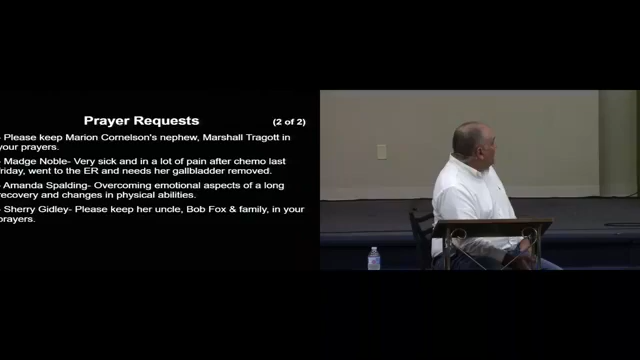 Prayer Requests (2 of 2)
- Please keep Marion Cornelson's nephew, Marshall Tragott in
your prayers.
- Madge Noble- Very sick and in a lot of pain after chemo last
friday, went to the ER and needs her gallbladder removed.
- Amanda Spalding- Overcoming emotional aspects of a long
recovery and changes in physical abilities.
- Sherry Gidley- Please keep her uncle, Bob Fox & family, in your
prayers.